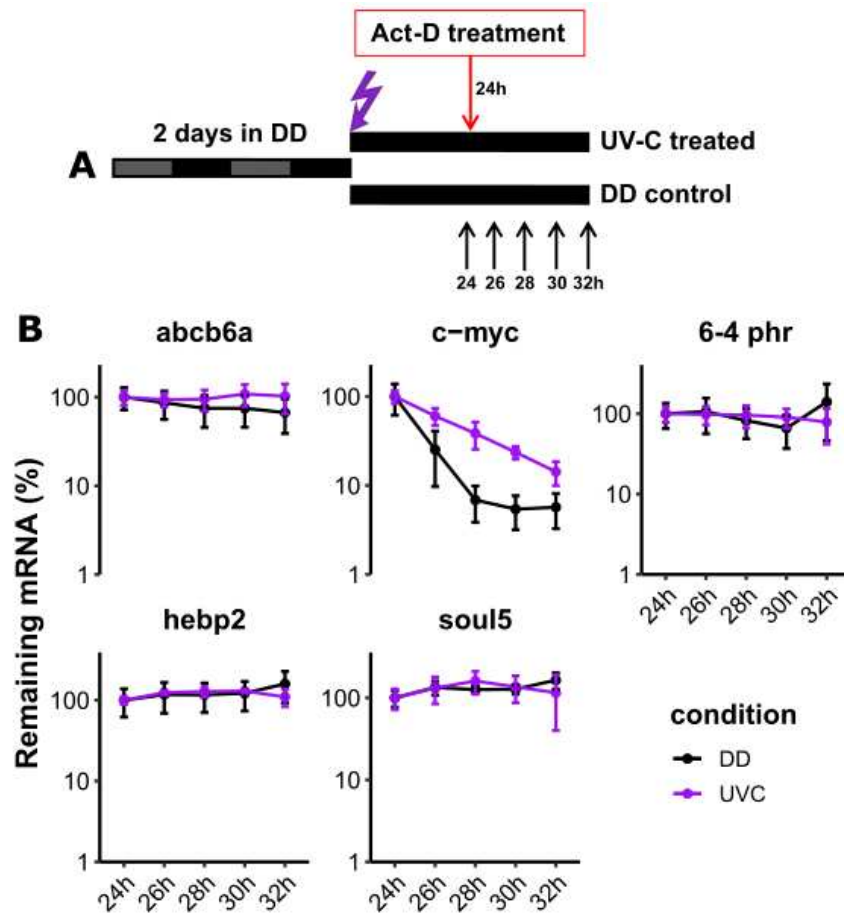 Act-D treatment
24h
2 days in DD
UV-C treated
A
DD control
24 26 28 30 32h
B
abcb6a c−myc 6-4 phr
Remaining mRNA (%)
100 100 100
10 10 10
1 1 1
24h 26h 28h 30h 32h
hebp2 soul5
100 100
10 10
1 1
24h 26h 28h 30h 32h 24h 26h 28h 30h 32h
condition
DD
UVC